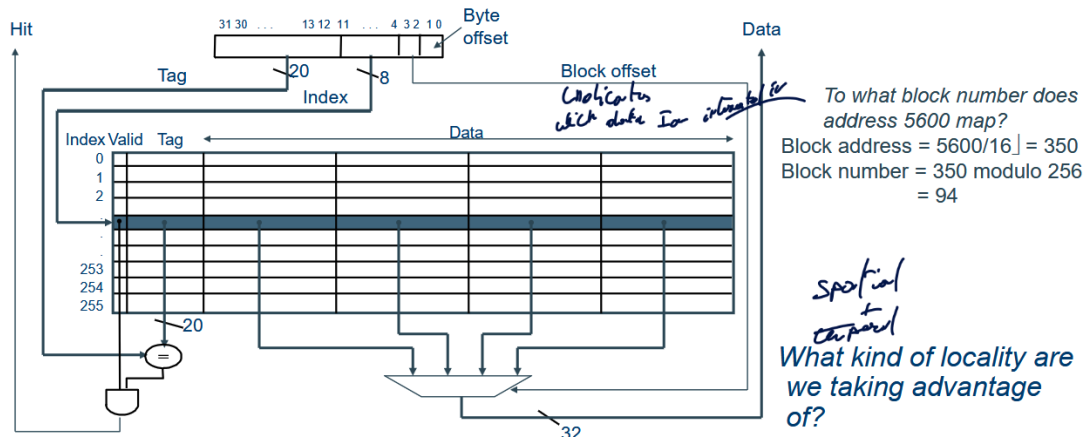 Hit
31 30 . . . 13 12 11 . . . 4 3 2 1 0
Byte
offset
Data
20
8
Tag
Index
Block offset
indicates
which data I'm interested in
To what block number does
address 5600 map?
Block address = 5600/16⌋ = 350
Block number = 350 modulo 256
= 94
Data
Index Valid Tag
0
1
2
.
.
.
253
254
255
20
=
32
spatial
+
temporal
What kind of locality are
we taking advantage
of?